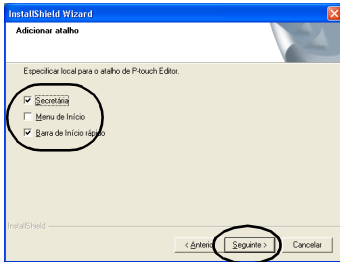 InstallShield Wizard
Adicionar atalho
Especificar local para o atalho de P-touch Editor.
Secretária
Menu de Início
Barra de Início rápido
InstallShield
< Anterior
Seguinte >
Cancelar